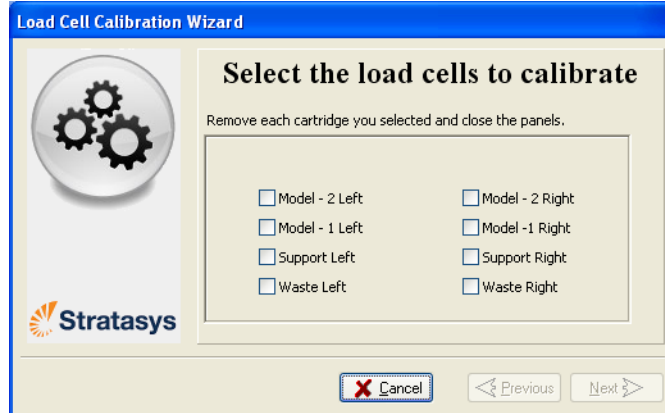 Load Cell Calibration Wizard
Select the load cells to calibrate
Remove each cartridge you selected and close the panels.
Model - 2 Left Model - 2 Right
Model - 1 Left Model -1 Right
Support Left Support Right
Waste Left Waste Right
Stratasys
Cancel Previous Next